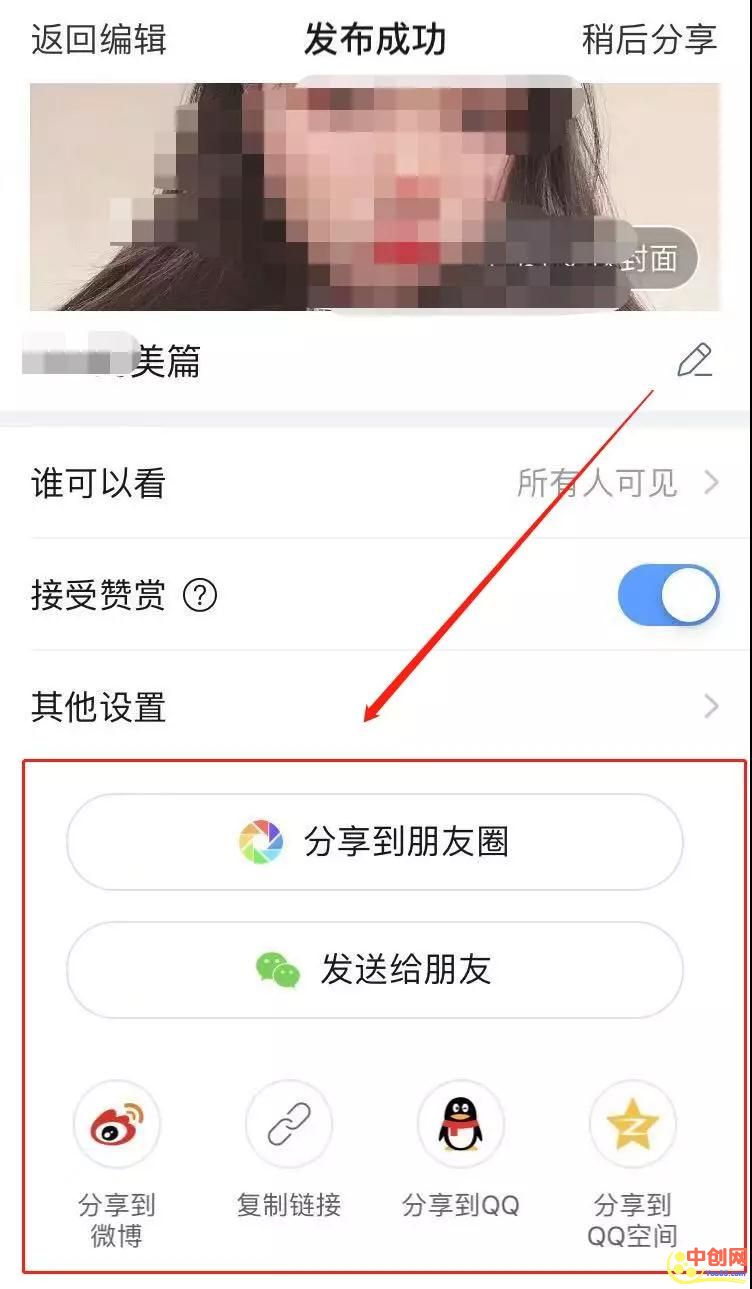 返回编辑
发布成功
稍后分享
封面
美篇
谁可以看
所有人可见
接受赞赏
其他设置
分享到朋友圈
发送给朋友
分享到
微博
复制链接
分享到QQ
分享到
QQ空间
中创网